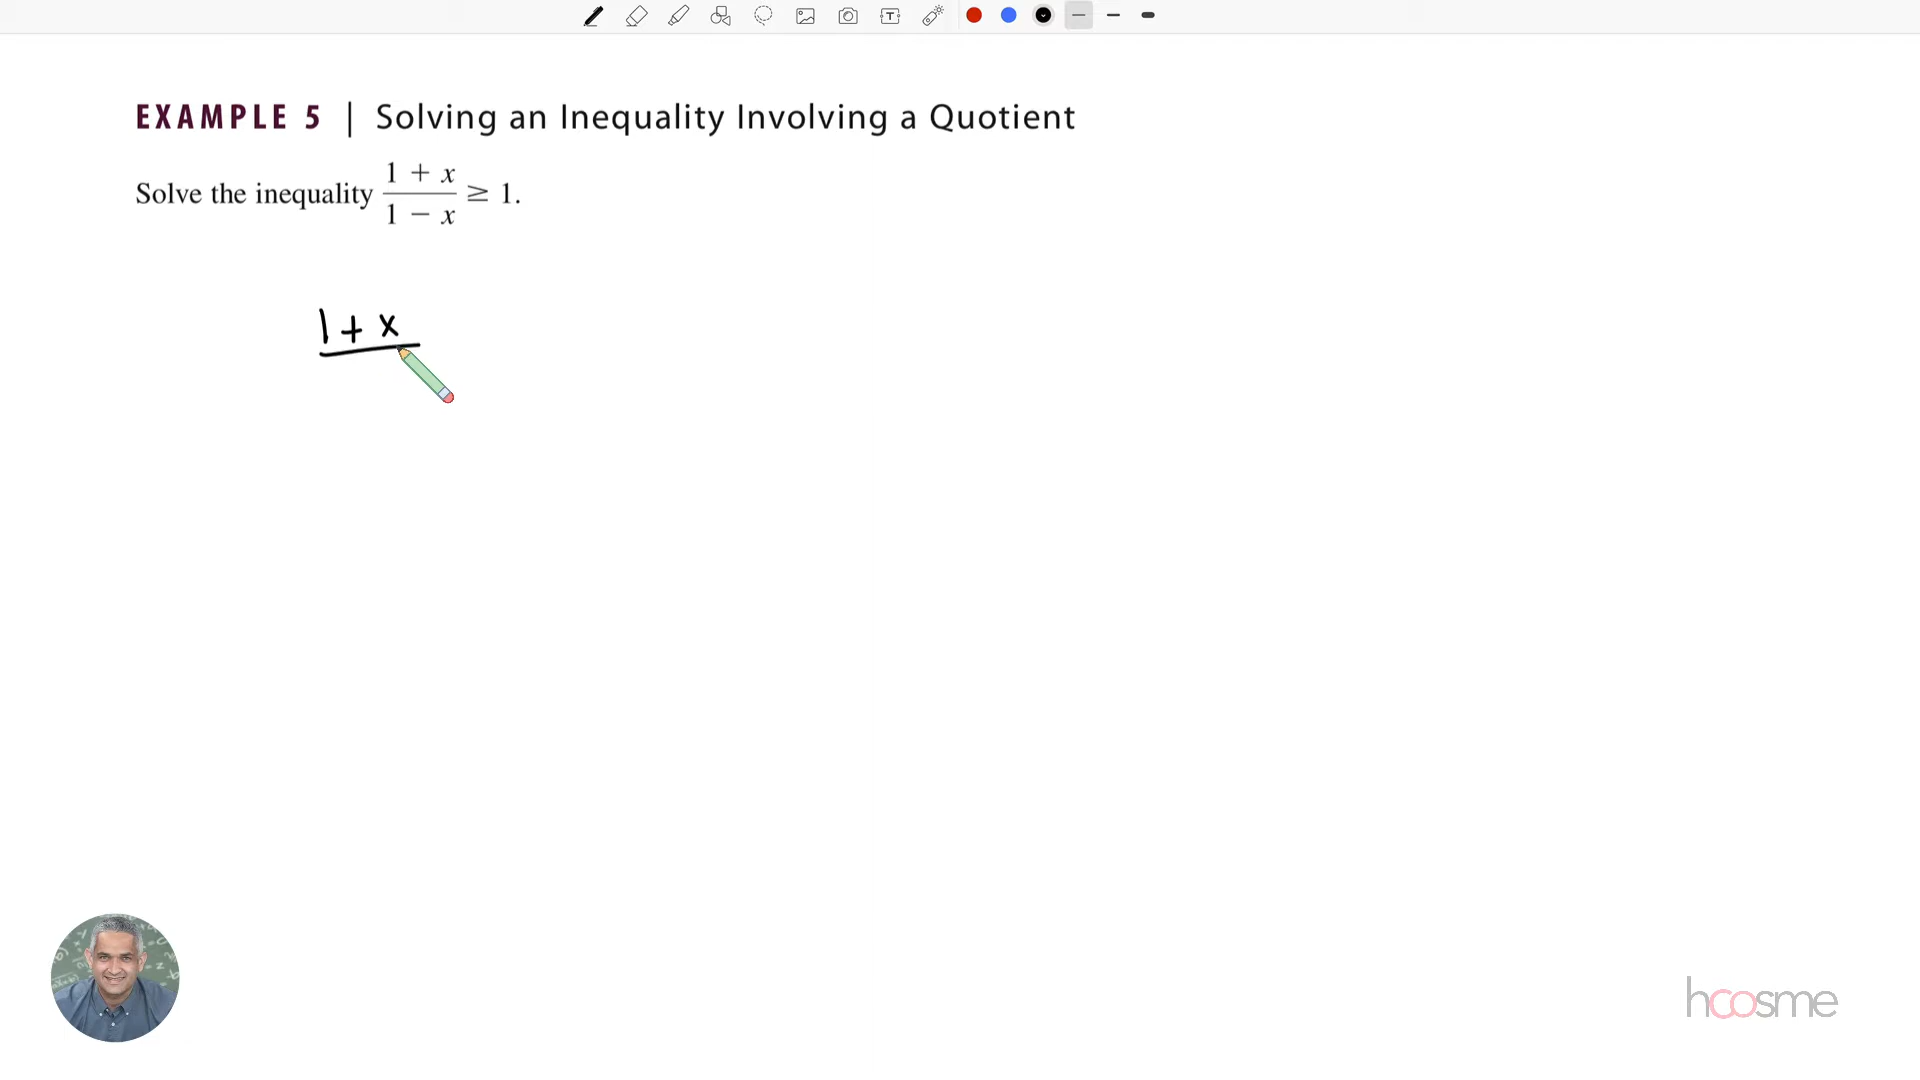 EXAMPLE 5 | Solving an Inequality Involving a Quotient
Solve the inequality (1 + x)/(1 − x) ≥ 1.
1 + x
hcosme